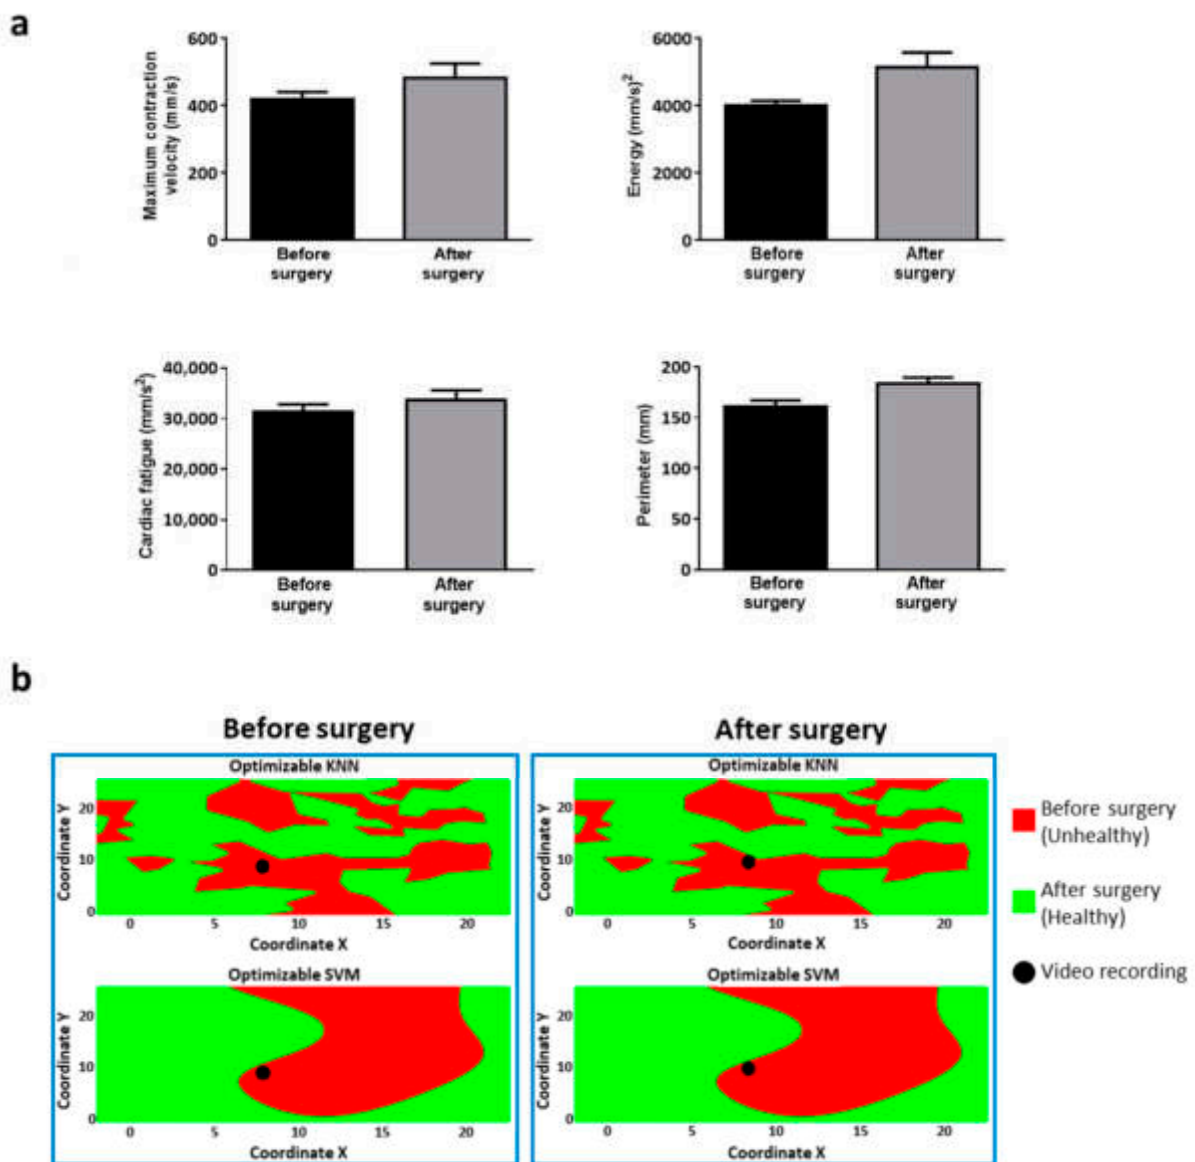 a
600
400
200
0
Maximum contraction
velocity (mm/s)
Before
surgery
After
surgery
6000
4000
2000
0
Energy (mm/s)²
Before
surgery
After
surgery
40,000
30,000
20,000
10,000
0
Cardiac fatigue (mm/s²)
Before
surgery
After
surgery
200
150
100
50
0
Perimeter (mm)
Before
surgery
After
surgery
b
Before surgery
Optimizable KNN
Coordinate Y
20
10
0
0 5 10 15 20
Coordinate X
Optimizable SVM
Coordinate Y
20
10
0
0 5 10 15 20
Coordinate X
After surgery
Optimizable KNN
Coordinate Y
20
10
0
0 5 10 15 20
Coordinate X
Optimizable SVM
Coordinate Y
20
10
0
0 5 10 15 20
Coordinate X
Before surgery
(Unhealthy)
After surgery
(Healthy)
Video recording